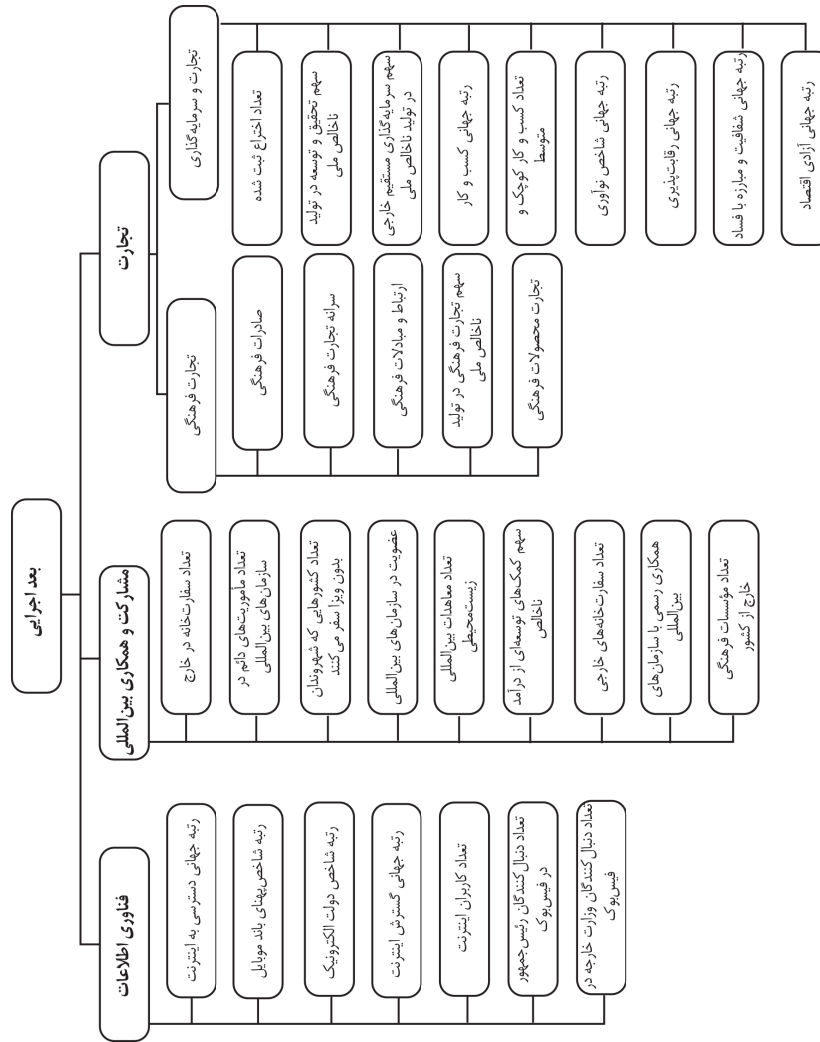 بعد اجرایی
تجارت
تجارت و سرمایه‌گذاری
تعداد اختراع ثبت شده
سهم تحقیق و توسعه در تولید
ناخالص ملی
سهم سرمایه‌گذاری مستقیم خارجی
در تولید ناخالص ملی
رتبه جهانی کسب و کار
تعداد کسب و کار کوچک و
متوسط
رتبه جهانی شاخص نوآوری
رتبه جهانی رقابت‌پذیری
رتبه جهانی شفافیت و مبارزه با فساد
رتبه جهانی آزادی اقتصاد
تجارت فرهنگی
صادرات فرهنگی
سرانه تجارت فرهنگی
ارتباط و مبادلات فرهنگی
سهم تجارت فرهنگی در تولید
ناخالص ملی
تجارت محصولات فرهنگی
مشارکت و همکاری بین‌المللی
تعداد سفارت‌خانه در خارج
تعداد مأموریت‌های دائم در
سازمان‌های بین‌المللی
تعداد کشورهایی که شهروندان
بدون ویزا سفر می‌کنند
عضویت در سازمان‌های بین‌المللی
تعداد معاهدات بین‌المللی
زیست‌محیطی
سهم کمک‌های توسعه‌ای از درآمد
ناخالص
تعداد سفارت‌خانه‌های خارجی
همکاری رسمی با سازمان‌های
بین‌المللی
تعداد مؤسسات فرهنگی
خارج از کشور
فناوری اطلاعات
رتبه جهانی دسترسی به اینترنت
رتبه شاخص پهنای باند موبایل
رتبه شاخص دولت الکترونیک
رتبه جهانی گسترش اینترنت
تعداد کاربران اینترنت
تعداد دنبال‌کنندگان رئیس‌جمهور
در فیس‌بوک
تعداد دنبال‌کنندگان وزارت خارجه در
فیس‌بوک